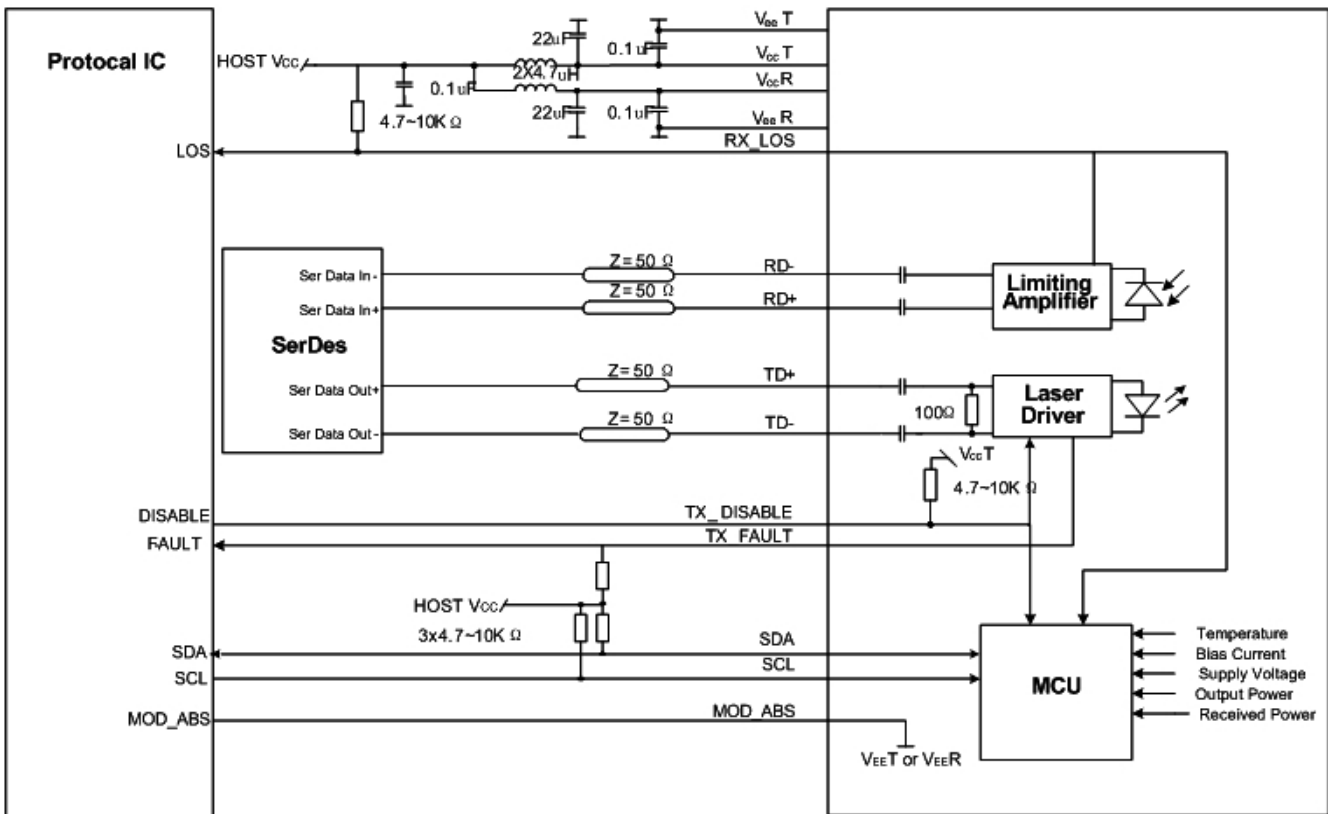 Protocal IC
HOST Vcc
22uF
0.1uF
VeeT
VccT
2X4.7uH
0.1uF
VccR
22uF
0.1uF
VeeR
4.7~10K Ω
LOS
RX_LOS
Ser Data In-
Z=50 Ω
RD-
Ser Data In+
Z=50 Ω
RD+
Limiting
Amplifier
SerDes
Ser Data Out+
Z=50 Ω
TD+
Ser Data Out-
Z=50 Ω
TD-
100Ω
Laser
Driver
VccT
4.7~10K Ω
DISABLE
TX_DISABLE
FAULT
TX_FAULT
HOST Vcc
3x4.7~10K Ω
SDA
SDA
SCL
SCL
MOD_ABS
MOD_ABS
VEET or VEER
MCU
Temperature
Bias Current
Supply Voltage
Output Power
Received Power